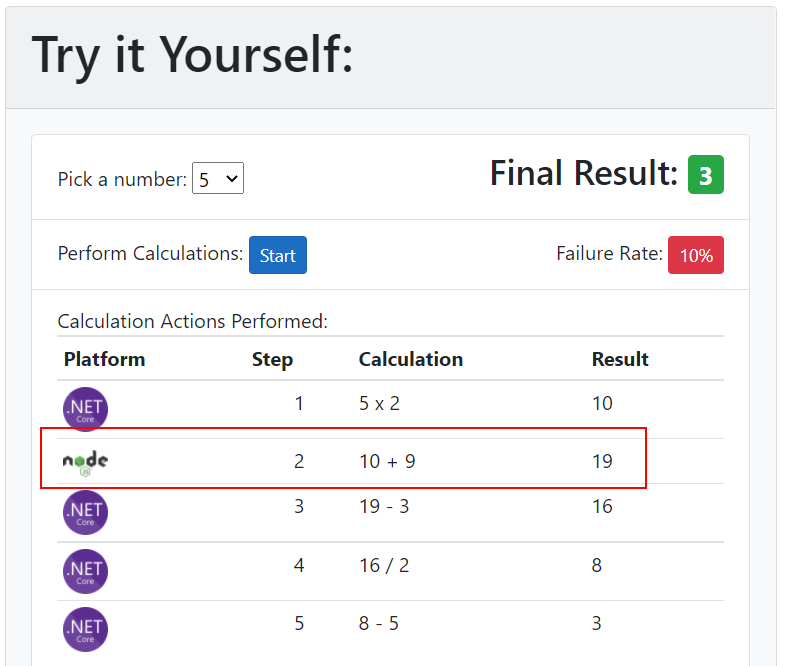 Try it Yourself:
Pick a number: 5 Final Result: 3
Perform Calculations: Start Failure Rate: 10%
Calculation Actions Performed:
Platform Step Calculation Result
.NET Core 1 5 x 2 10
node JS 2 10 + 9 19
.NET Core 3 19 - 3 16
.NET Core 4 16 / 2 8
.NET Core 5 8 - 5 3